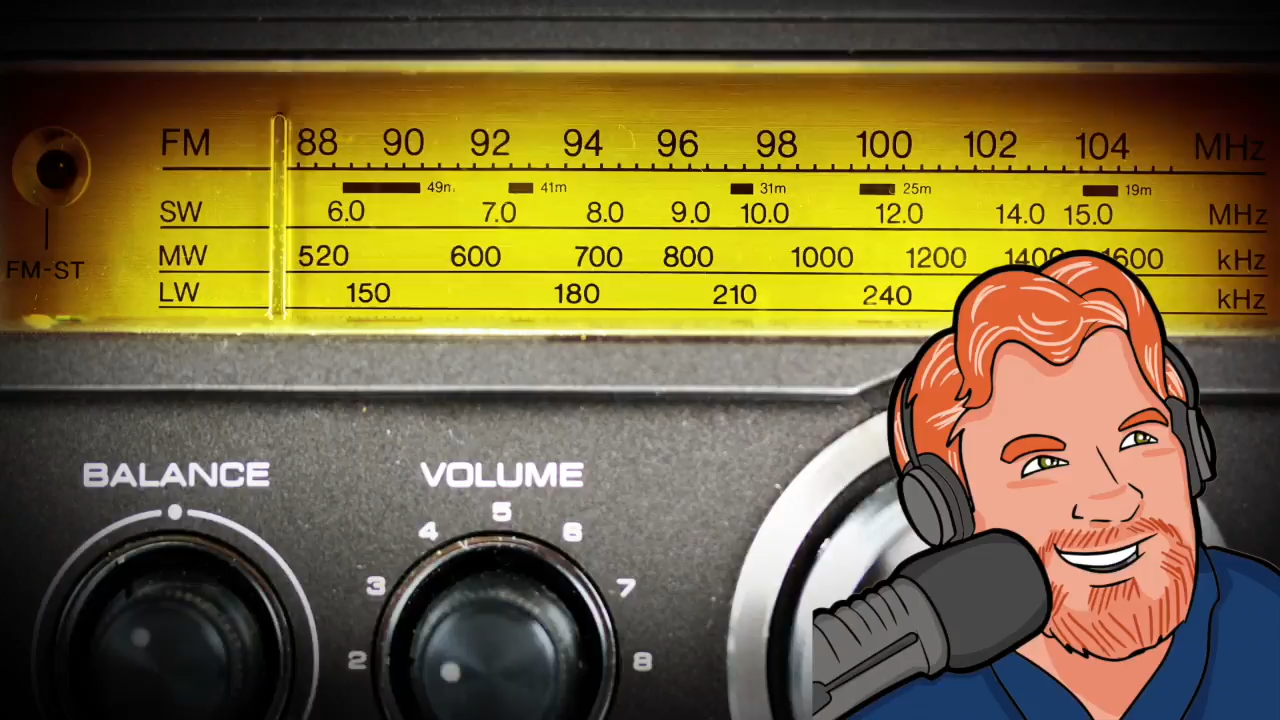 FM 88 90 92 94 96 98 100 102 104 MHz
49m 41m 31m 25m 19m
SW 6.0 7.0 8.0 9.0 10.0 12.0 14.0 15.0 MHz
MW 520 600 700 800 1000 1200 1400 1600 kHz
FM-ST
LW 150 180 210 240 kHz
BALANCE
VOLUME
2 3 4 5 6 7 8